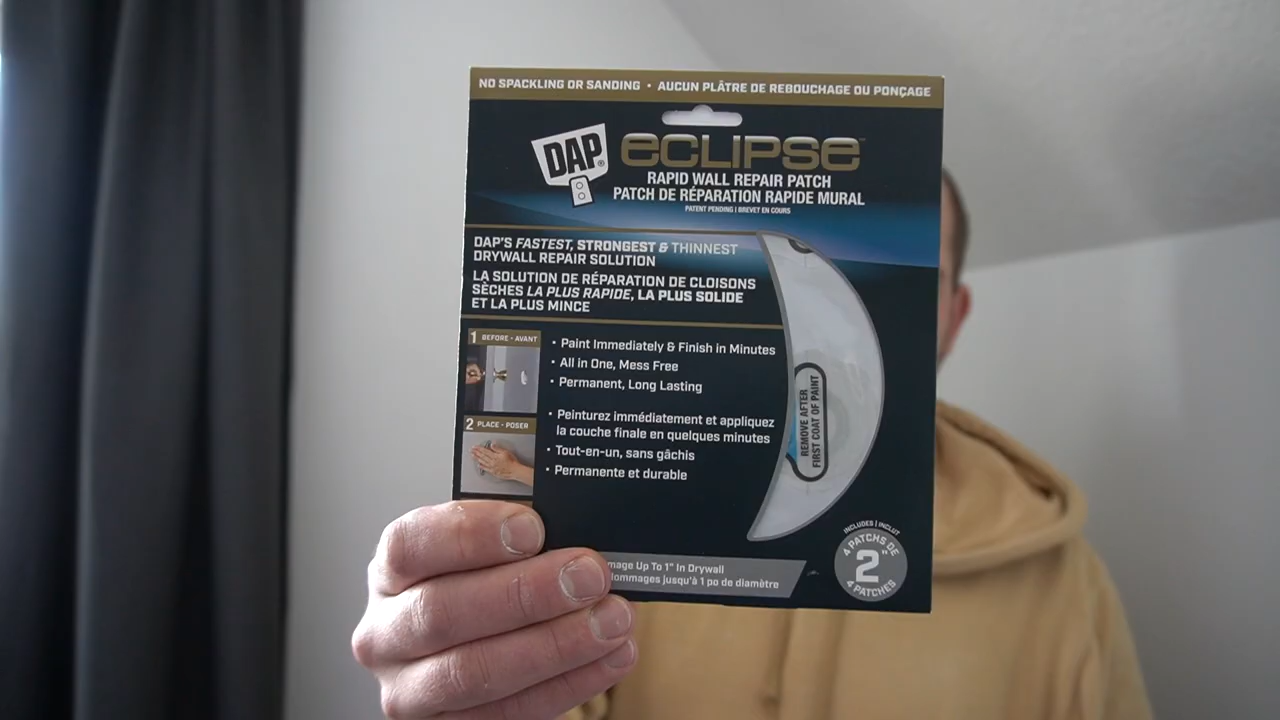 NO SPACKLING OR SANDING • AUCUN PLÂTRE DE REBOUCHAGE OU PONÇAGE
DAP®
ECLIPSE™
RAPID WALL REPAIR PATCH
PATCH DE RÉPARATION RAPIDE MURAL
PATENT PENDING | BREVET EN COURS
DAP'S FASTEST, STRONGEST & THINNEST
DRYWALL REPAIR SOLUTION
LA SOLUTION DE RÉPARATION DE CLOISONS
SÈCHES LA PLUS RAPIDE, LA PLUS SOLIDE
ET LA PLUS MINCE
1 BEFORE - AVANT
2 PLACE - POSER
• Paint Immediately & Finish in Minutes
• All in One, Mess Free
• Permanent, Long Lasting
• Peinturez immédiatement et appliquez
la couche finale en quelques minutes
• Tout-en-un, sans gâchis
• Permanente et durable
REMOVE AFTER
FIRST COAT OF PAINT
Up To 1" In Drywall
jusqu'à 1 po de diamètre
INCLUDES | INCLUT
4 PATCHS DE
2"
4 PATCHES